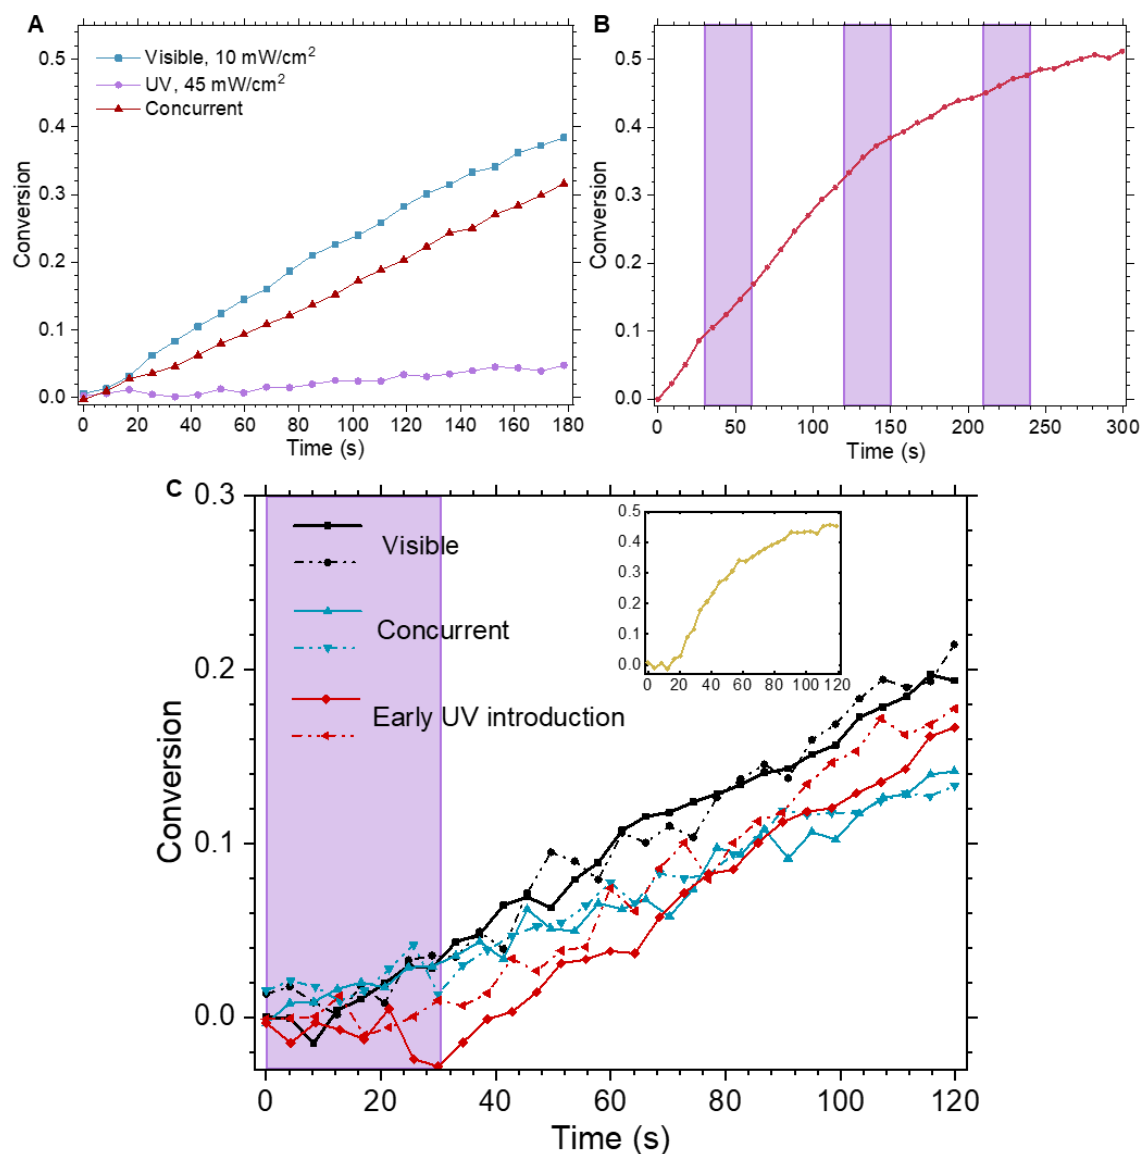 A
Visible, 10 mW/cm²
UV, 45 mW/cm²
Concurrent
0.5
0.4
0.3
0.2
0.1
0.0
Conversion
0 20 40 60 80 100 120 140 160 180
Time (s)
B
0.5
0.4
0.3
0.2
0.1
0.0
Conversion
0 50 100 150 200 250 300
Time (s)
C
0.3
0.2
0.1
0.0
Conversion
Visible
Concurrent
Early UV introduction
0.5
0.4
0.3
0.2
0.1
0.0
0 20 40 60 80 100 120
0 20 40 60 80 100 120
Time (s)